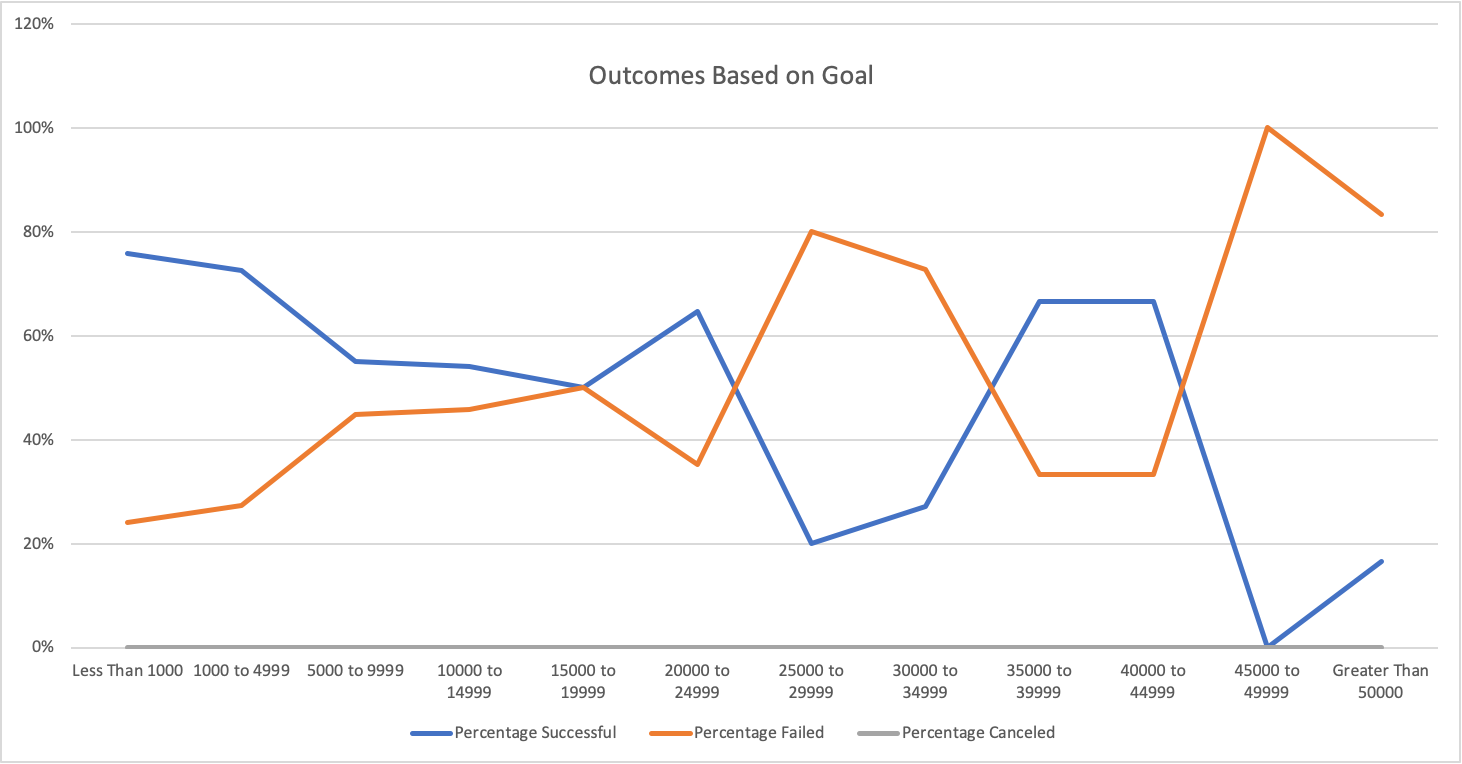 Outcomes Based on Goal
120%
100%
80%
60%
40%
20%
0%
Less Than 1000
1000 to 4999
5000 to 9999
10000 to
14999
15000 to
19999
20000 to
24999
25000 to
29999
30000 to
34999
35000 to
39999
40000 to
44999
45000 to
49999
Greater Than
50000
Percentage Successful
Percentage Failed
Percentage Canceled